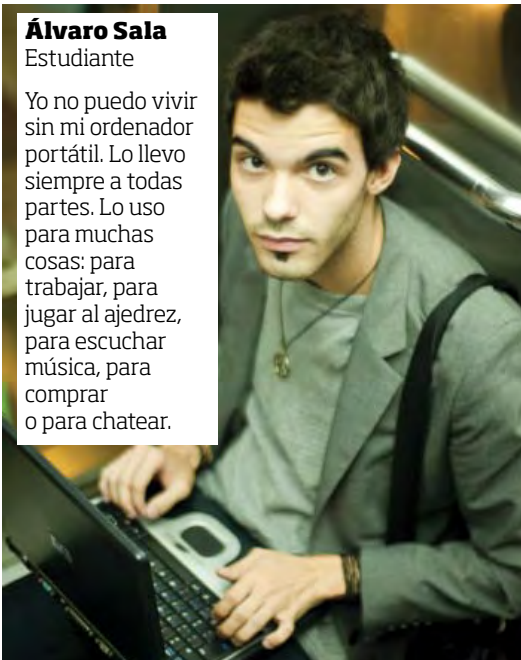 Álvaro Sala
Estudiante
Yo no puedo vivir
sin mi ordenador
portátil. Lo llevo
siempre a todas
partes. Lo uso
para muchas
cosas: para
trabajar, para
jugar al ajedrez,
para escuchar
música, para
comprar
o para chatear.